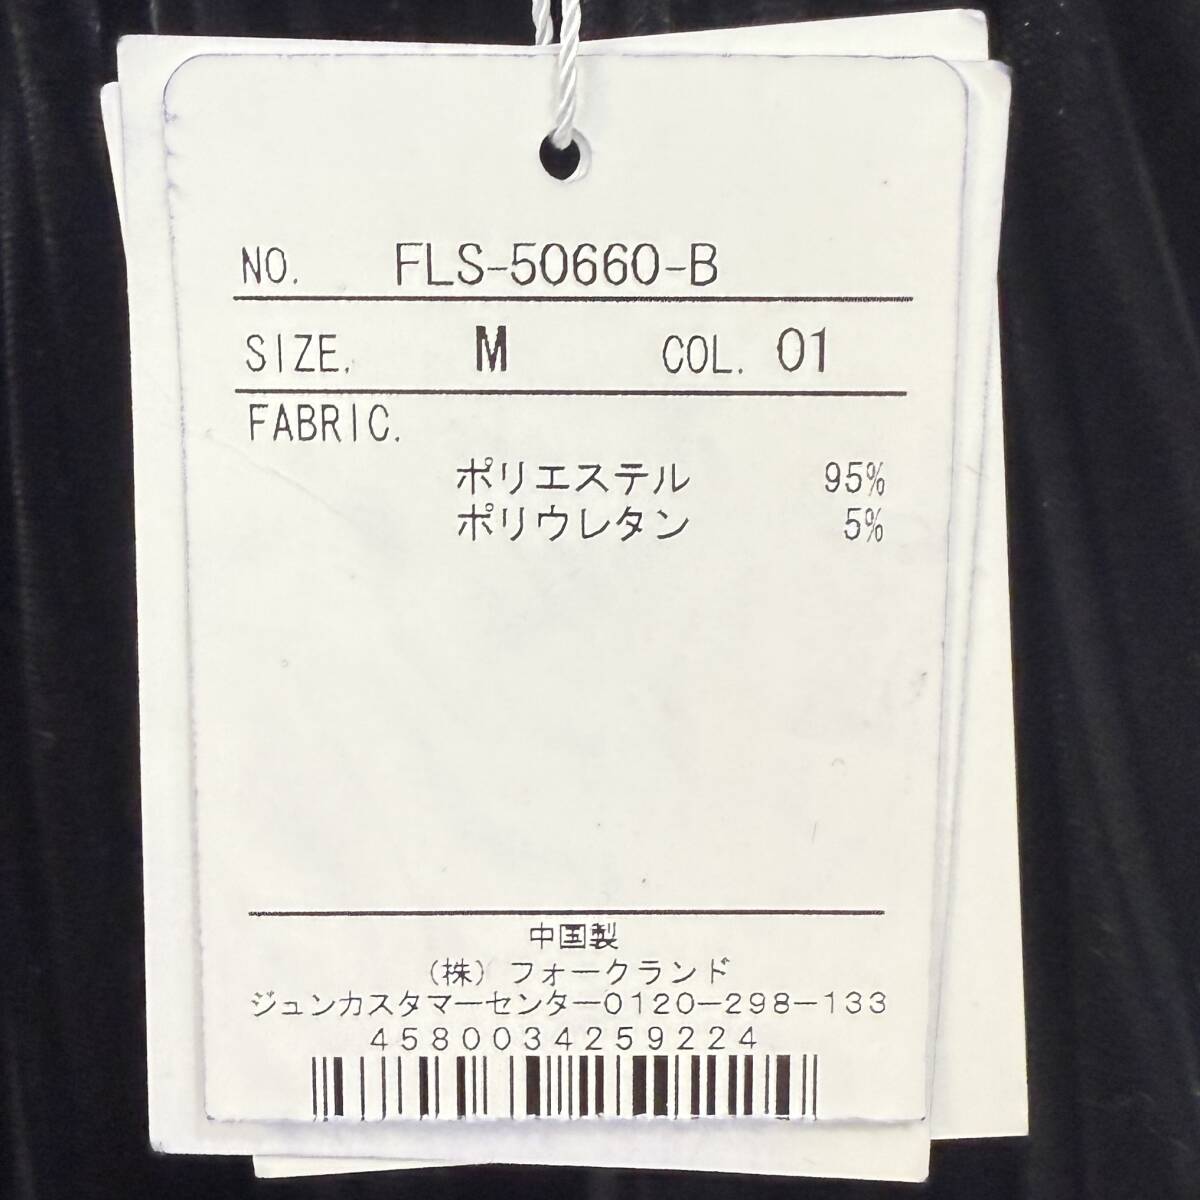 NO. FLS-50660-B
SIZE. M COL. 01
FABRIC.
ポリエステル 95%
ポリウレタン 5%
中国製
(株) フォークランド
ジュンカスタマーセンター0120-298-133
4580034259224